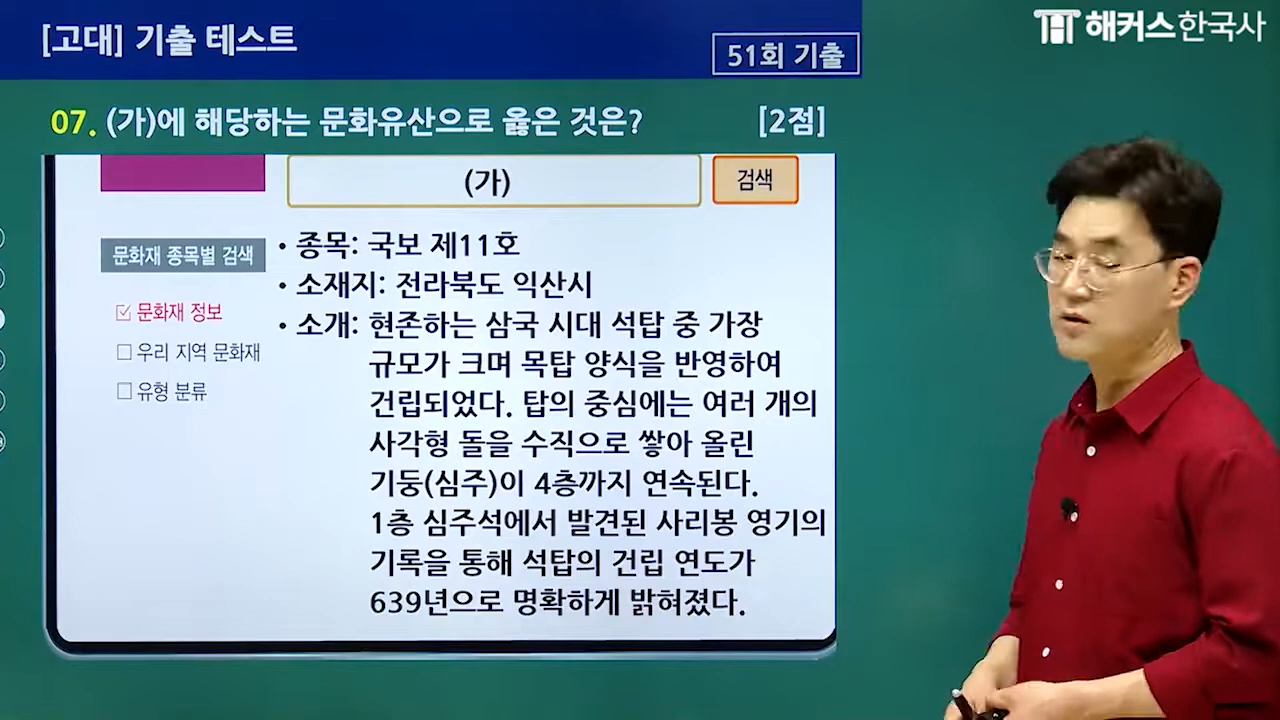 [고대] 기출 테스트
51회 기출
해커스한국사
07. (가)에 해당하는 문화유산으로 옳은 것은? [2점]
(가) 검색
문화재 종목별 검색
문화재 정보
우리 지역 문화재
유형 분류
• 종목: 국보 제11호
• 소재지: 전라북도 익산시
• 소개: 현존하는 삼국 시대 석탑 중 가장
규모가 크며 목탑 양식을 반영하여
건립되었다. 탑의 중심에는 여러 개의
사각형 돌을 수직으로 쌓아 올린
기둥(심주)이 4층까지 연속된다.
1층 심주석에서 발견된 사리봉 영기의
기록을 통해 석탑의 건립 연도가
639년으로 명확하게 밝혀졌다.